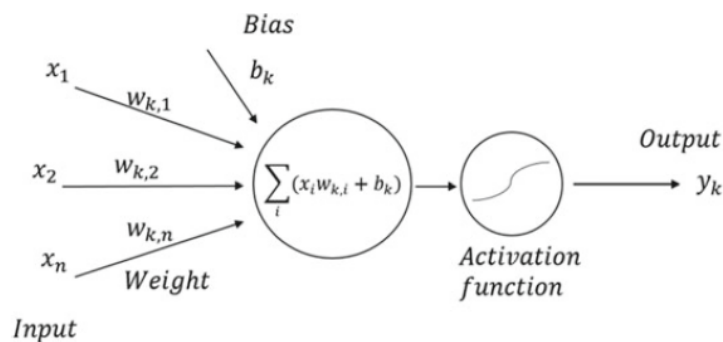 Bias
b_k
x_1
w_{k,1}
x_2
w_{k,2}
w_{k,n}
x_n
Weight
Input
\sum_i (x_i w_{k,i} + b_k)
Activation
function
Output
y_k